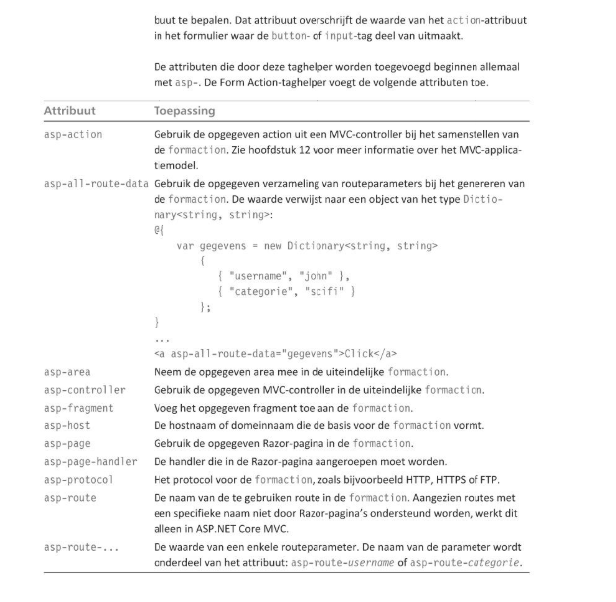 buut te bepalen. Dat attribuut overschrijft de waarde van het action-attribuut
in het formulier waar de button- of input-tag deel van uitmaakt.
De attributen die door deze taghelper worden toegevoegd beginnen allemaal
met asp-. De Form Action-taghelper voegt de volgende attributen toe.
Attribuut Toepassing
asp-action Gebruik de opgegeven action uit een MVC-controller bij het samenstellen van
de formaction. Zie hoofdstuk 12 voor meer informatie over het MVC-applica-
tiemodel.
asp-all-route-data Gebruik de opgegeven verzameling van routeparameters bij het genereren van
de formaction. De waarde verwijst naar een object van het type Dictio-
nary<string, string>:
@{
var gegevens = new Dictionary<string, string>
{
{ "username", "john" },
{ "categorie", "scifi" }
};
}
...
<a asp-all-route-data="gegevens">Click</a>
asp-area Neem de opgegeven area mee in de uiteindelijke formaction.
asp-controller Gebruik de opgegeven MVC-controller in de uiteindelijke formaction.
asp-fragment Voeg het opgegeven fragment toe aan de formaction.
asp-host De hostnaam of domeinnaam die de basis voor de formaction vormt.
asp-page Gebruik de opgegeven Razor-pagina in de formaction.
asp-page-handler De handler die in de Razor-pagina aangeroepen moet worden.
asp-protocol Het protocol voor de formaction, zoals bijvoorbeeld HTTP, HTTPS of FTP.
asp-route De naam van de te gebruiken route in de formaction. Aangezien routes met
een specifieke naam niet door Razor-pagina's ondersteund worden, werkt dit
alleen in ASP.NET Core MVC.
asp-route-... De waarde van een enkele routeparameter. De naam van de parameter wordt
onderdeel van het attribuut: asp-route-username of asp-route-categorie.